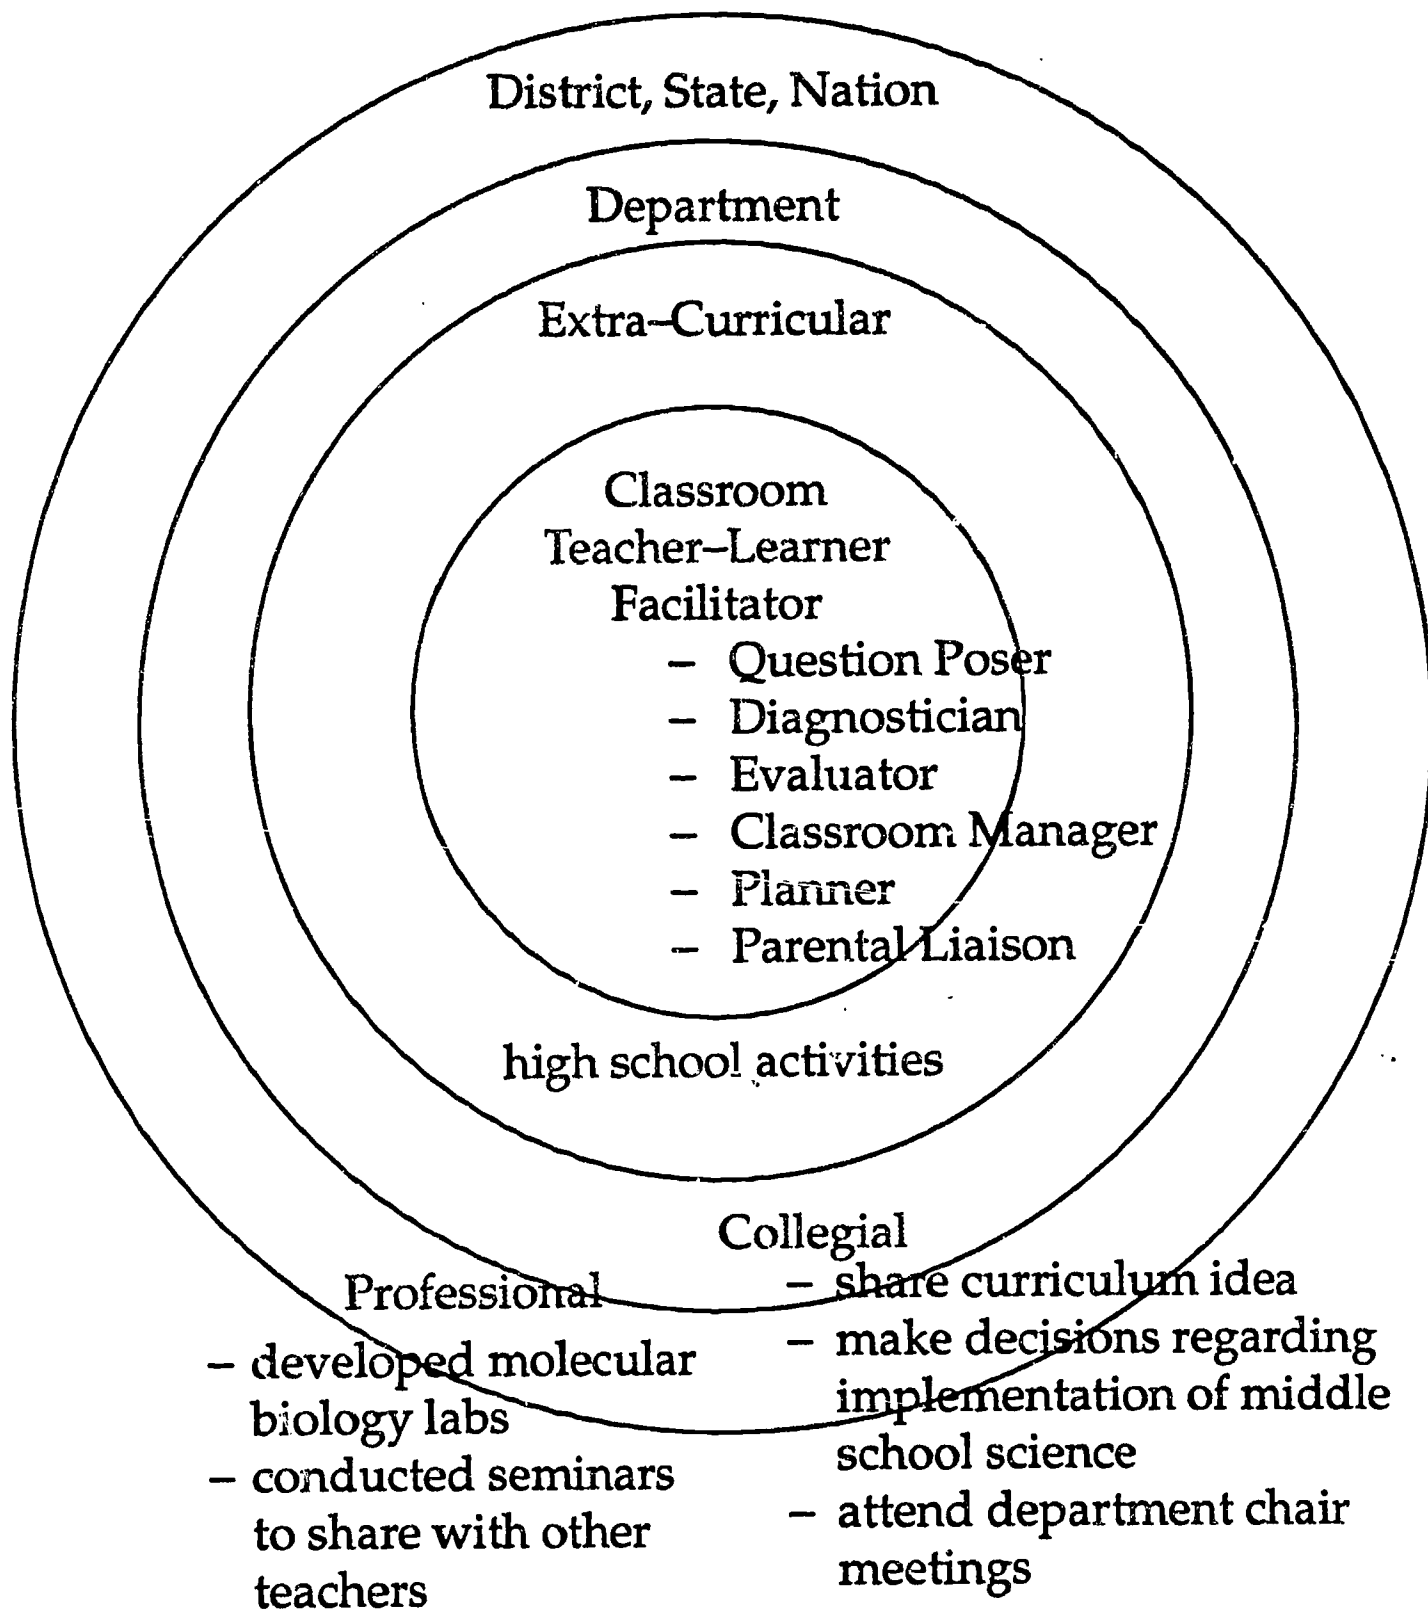 District, State, Nation
Department
Extra–Curricular
Classroom
Teacher–Learner
Facilitator
– Question Poser
– Diagnostician
– Evaluator
– Classroom Manager
– Planner
– Parental Liaison
high school activities
Collegial
– share curriculum idea
– make decisions regarding
implementation of middle
school science
– attend department chair
meetings
Professional
– developed molecular
biology labs
– conducted seminars
to share with other
teachers